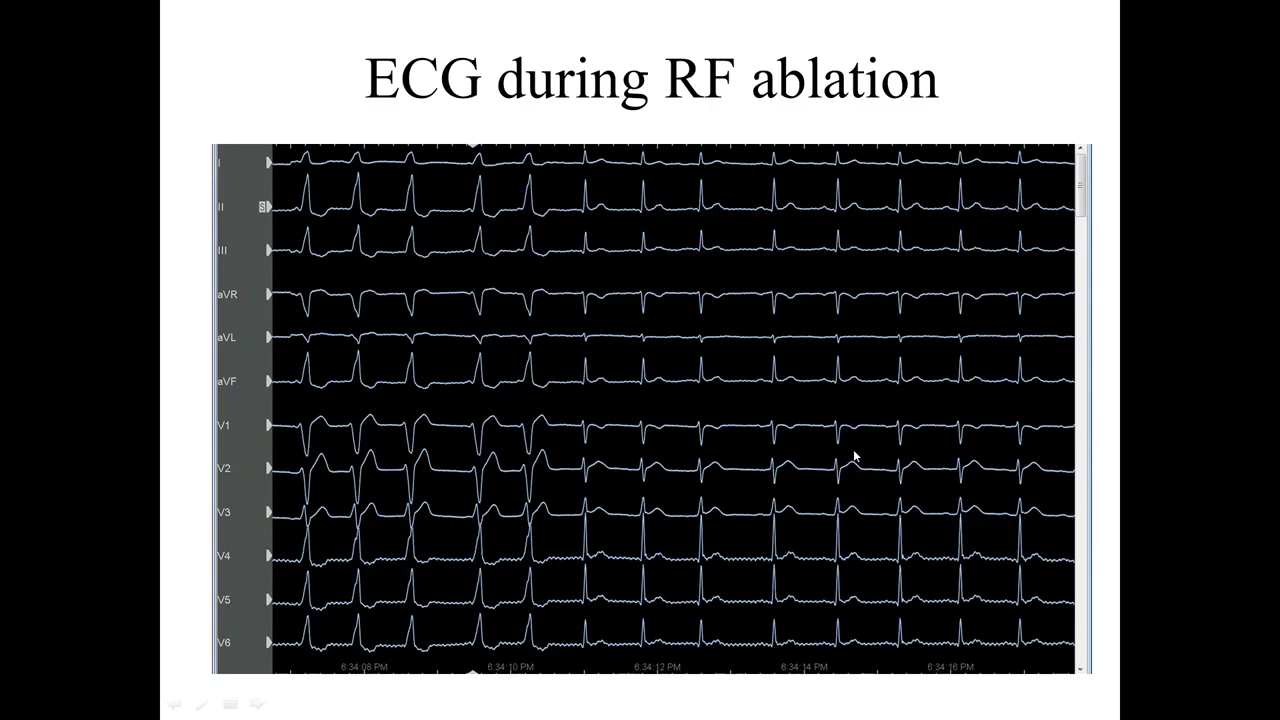 ECG during RF ablation
I
II
S
III
aVR
aVL
aVF
V1
V2
V3
V4
V5
V6
6:34:08 PM 6:34:10 PM 6:34:12 PM 6:34:14 PM 6:34:16 PM